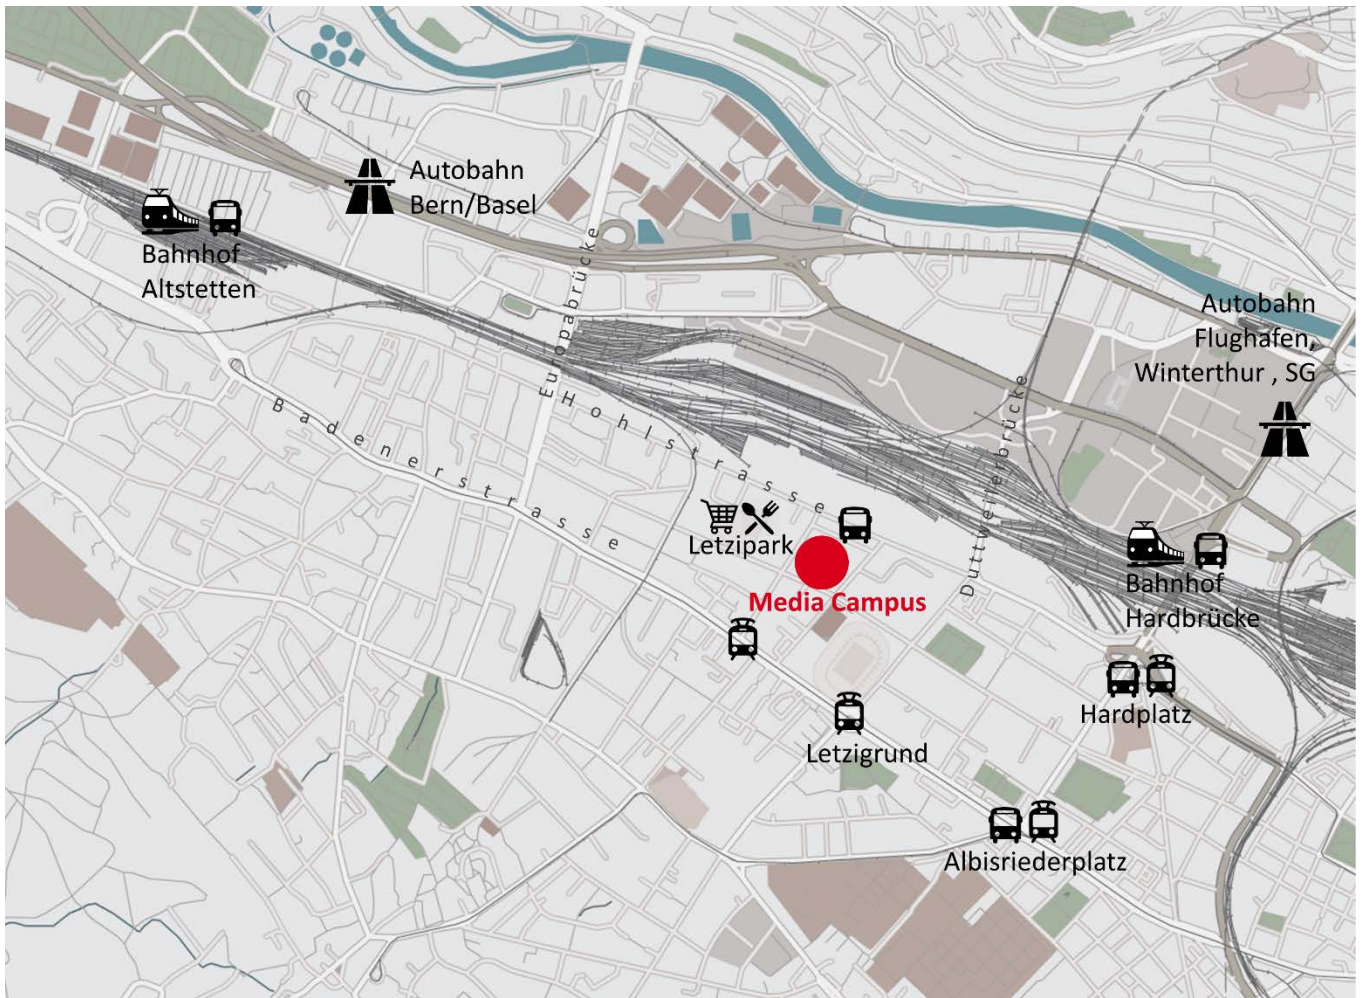 Autobahn
Bern/Basel
Bahnhof
Altstetten
Europabrücke
Autobahn
Flughafen,
Winterthur , SG
Badenerstrasse
Hohlstrasse
Duttweilerbrücke
Letzipark
Media Campus
Bahnhof
Hardbrücke
Hardplatz
Letzigrund
Albisriederplatz